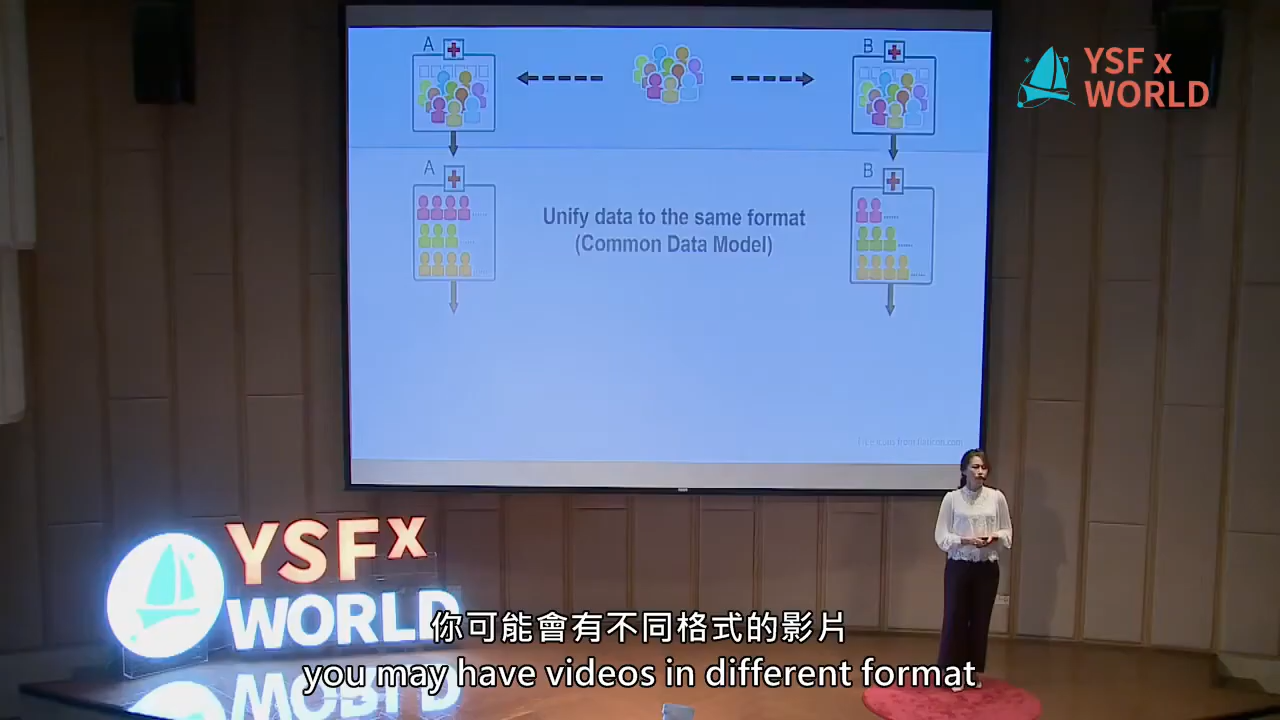 A
B
YSF x
WORLD
A
B
Unify data to the same format
(Common Data Model)
YSF x
WORLD
你可能會有不同格式的影片
you may have videos in different format